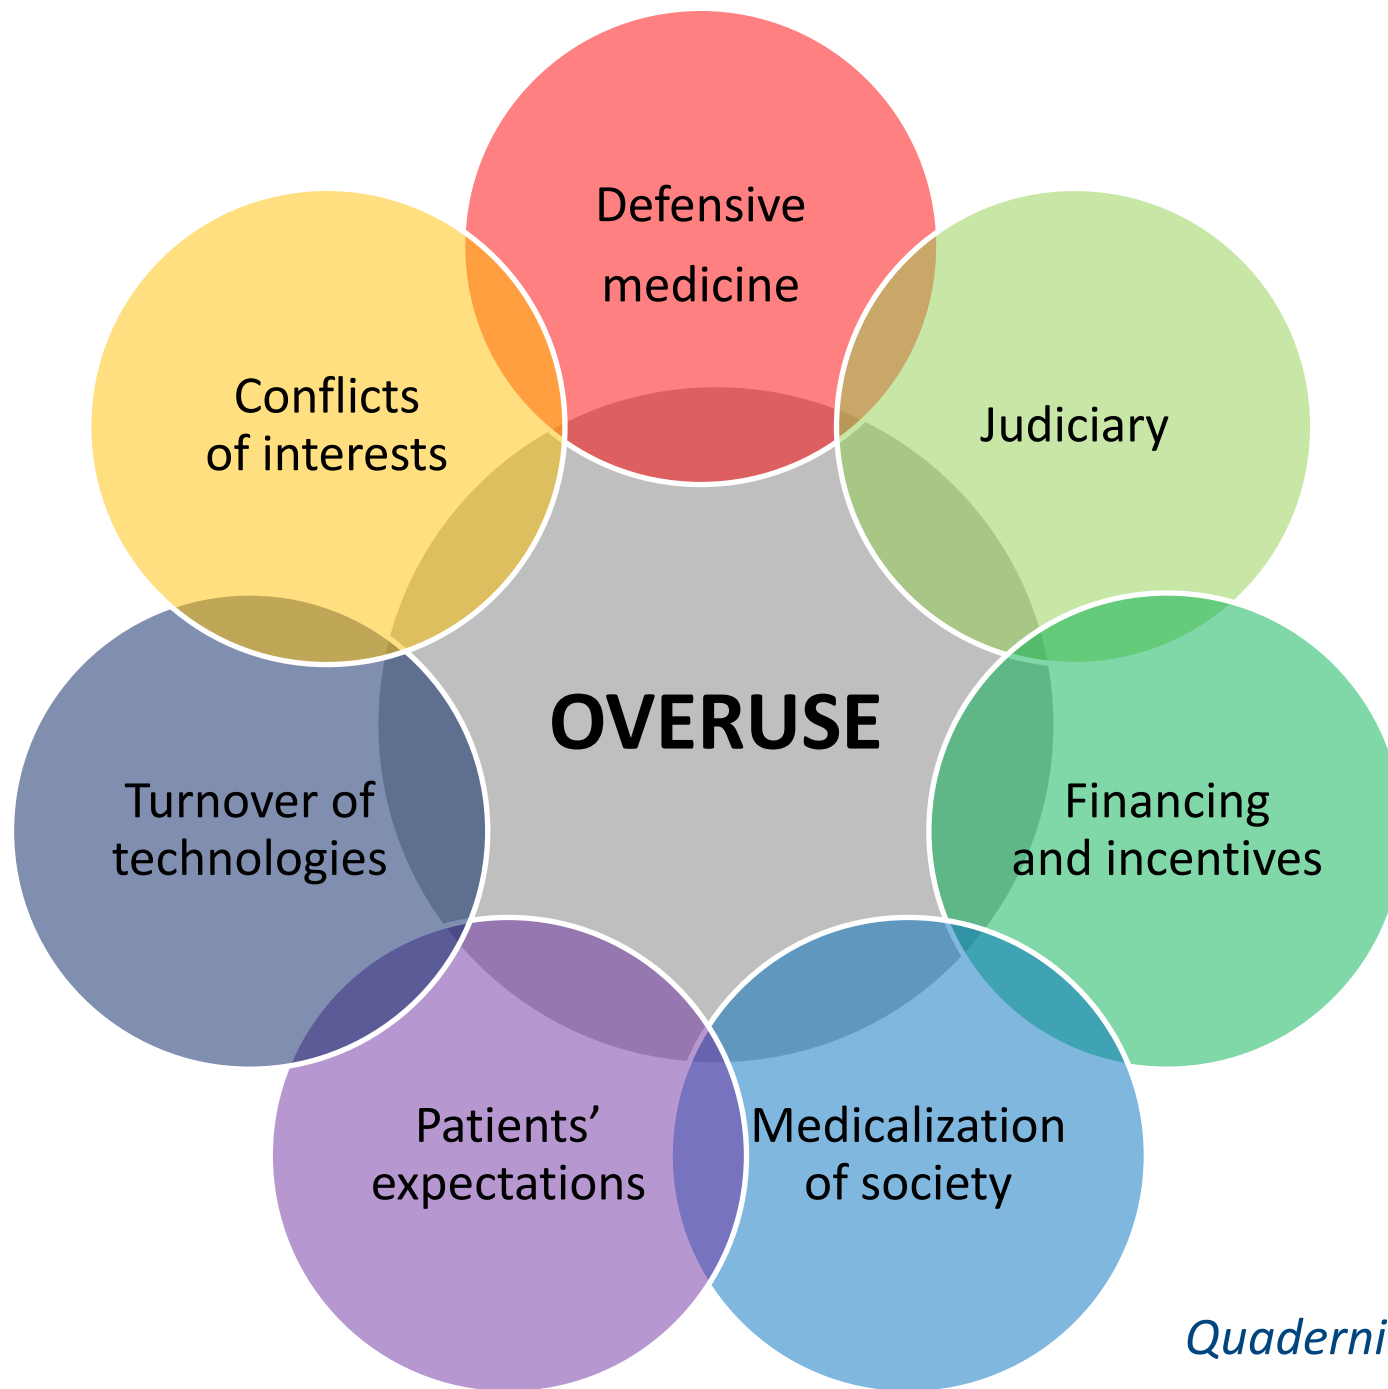 Defensive
medicine
Conflicts
of interests
Judiciary
OVERUSE
Turnover of
technologies
Financing
and incentives
Patients’
expectations
Medicalization
of society
Quaderni